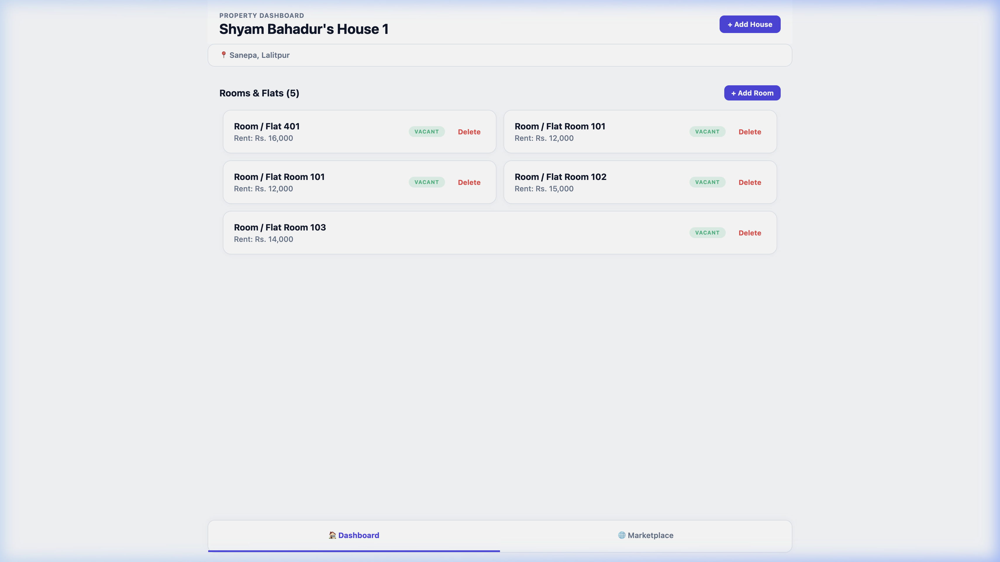 PROPERTY DASHBOARD
Shyam Bahadur's House 1
+ Add House
📍 Sanepa, Lalitpur
Rooms & Flats (5)
+ Add Room
Room / Flat 401
Rent: Rs. 16,000
VACANT
Delete
Room / Flat Room 101
Rent: Rs. 12,000
VACANT
Delete
Room / Flat Room 101
Rent: Rs. 12,000
VACANT
Delete
Room / Flat Room 102
Rent: Rs. 15,000
VACANT
Delete
Room / Flat Room 103
Rent: Rs. 14,000
VACANT
Delete
🏠 Dashboard
🌐 Marketplace